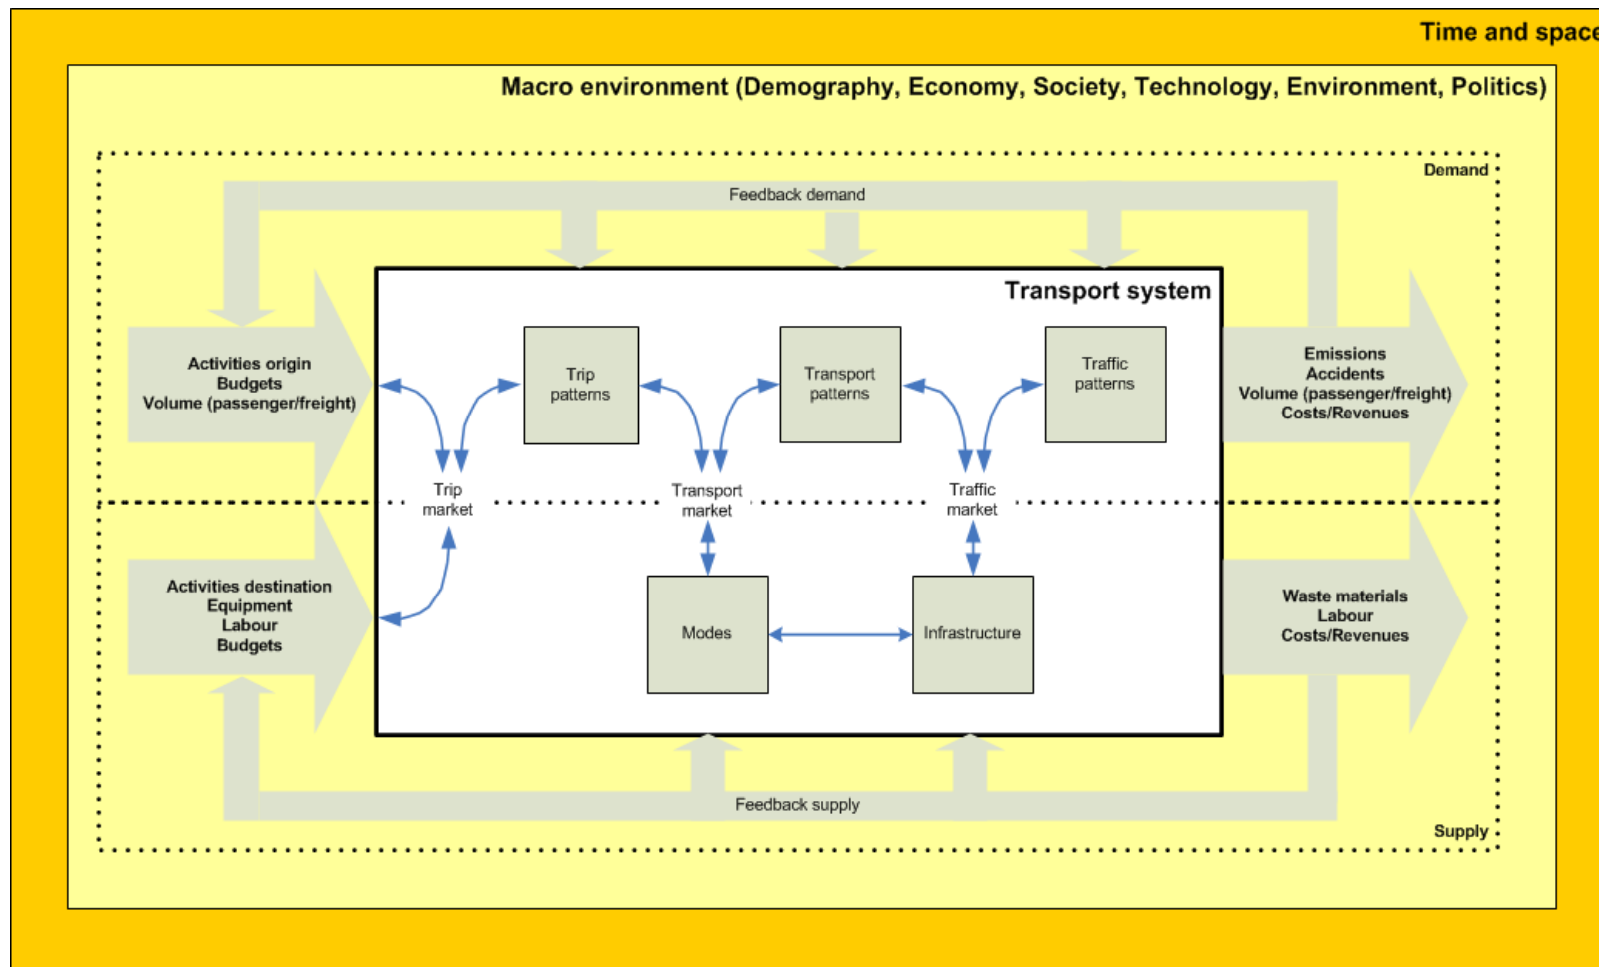 Time and space
Macro environment (Demography, Economy, Society, Technology, Environment, Politics)
Demand
Feedback demand
Transport system
Activities origin
Budgets
Volume (passenger/freight)
Trip
patterns
Transport
patterns
Traffic
patterns
Emissions
Accidents
Volume (passenger/freight)
Costs/Revenues
Trip
market
Transport
market
Traffic
market
Activities destination
Equipment
Labour
Budgets
Modes
Infrastructure
Waste materials
Labour
Costs/Revenues
Feedback supply
Supply